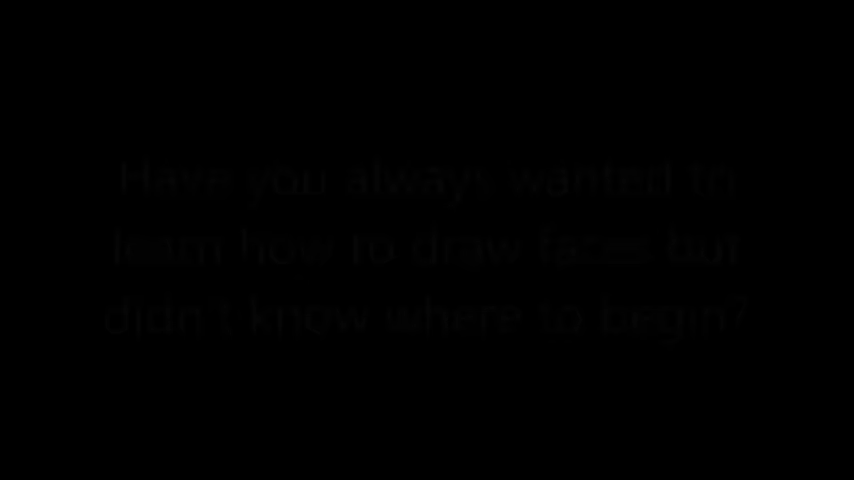 Have you always wanted to
learn how to draw faces but
didn't know where to begin?